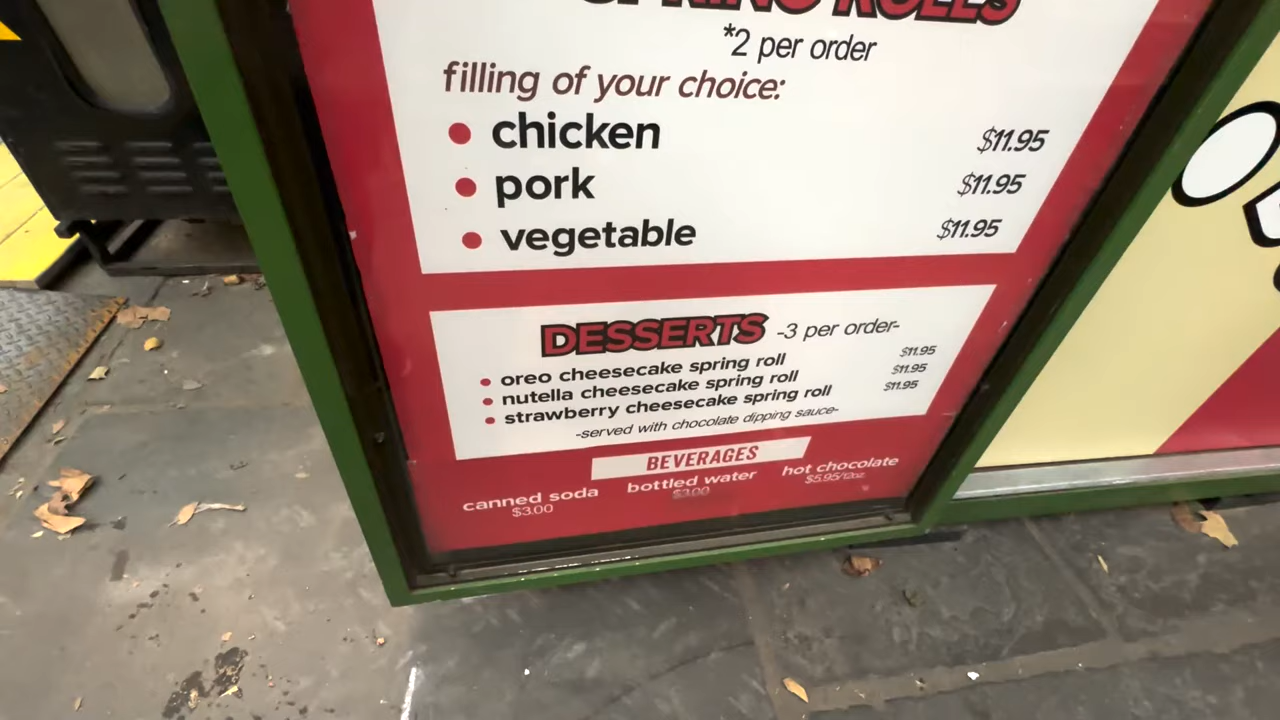 SPRING ROLLS
*2 per order
filling of your choice:
• chicken $11.95
• pork $11.95
• vegetable $11.95
DESSERTS -3 per order-
• oreo cheesecake spring roll $11.95
• nutella cheesecake spring roll $11.95
• strawberry cheesecake spring roll $11.95
-served with chocolate dipping sauce-
BEVERAGES
canned soda bottled water hot chocolate
$3.00 $3.00 $5.95/12oz